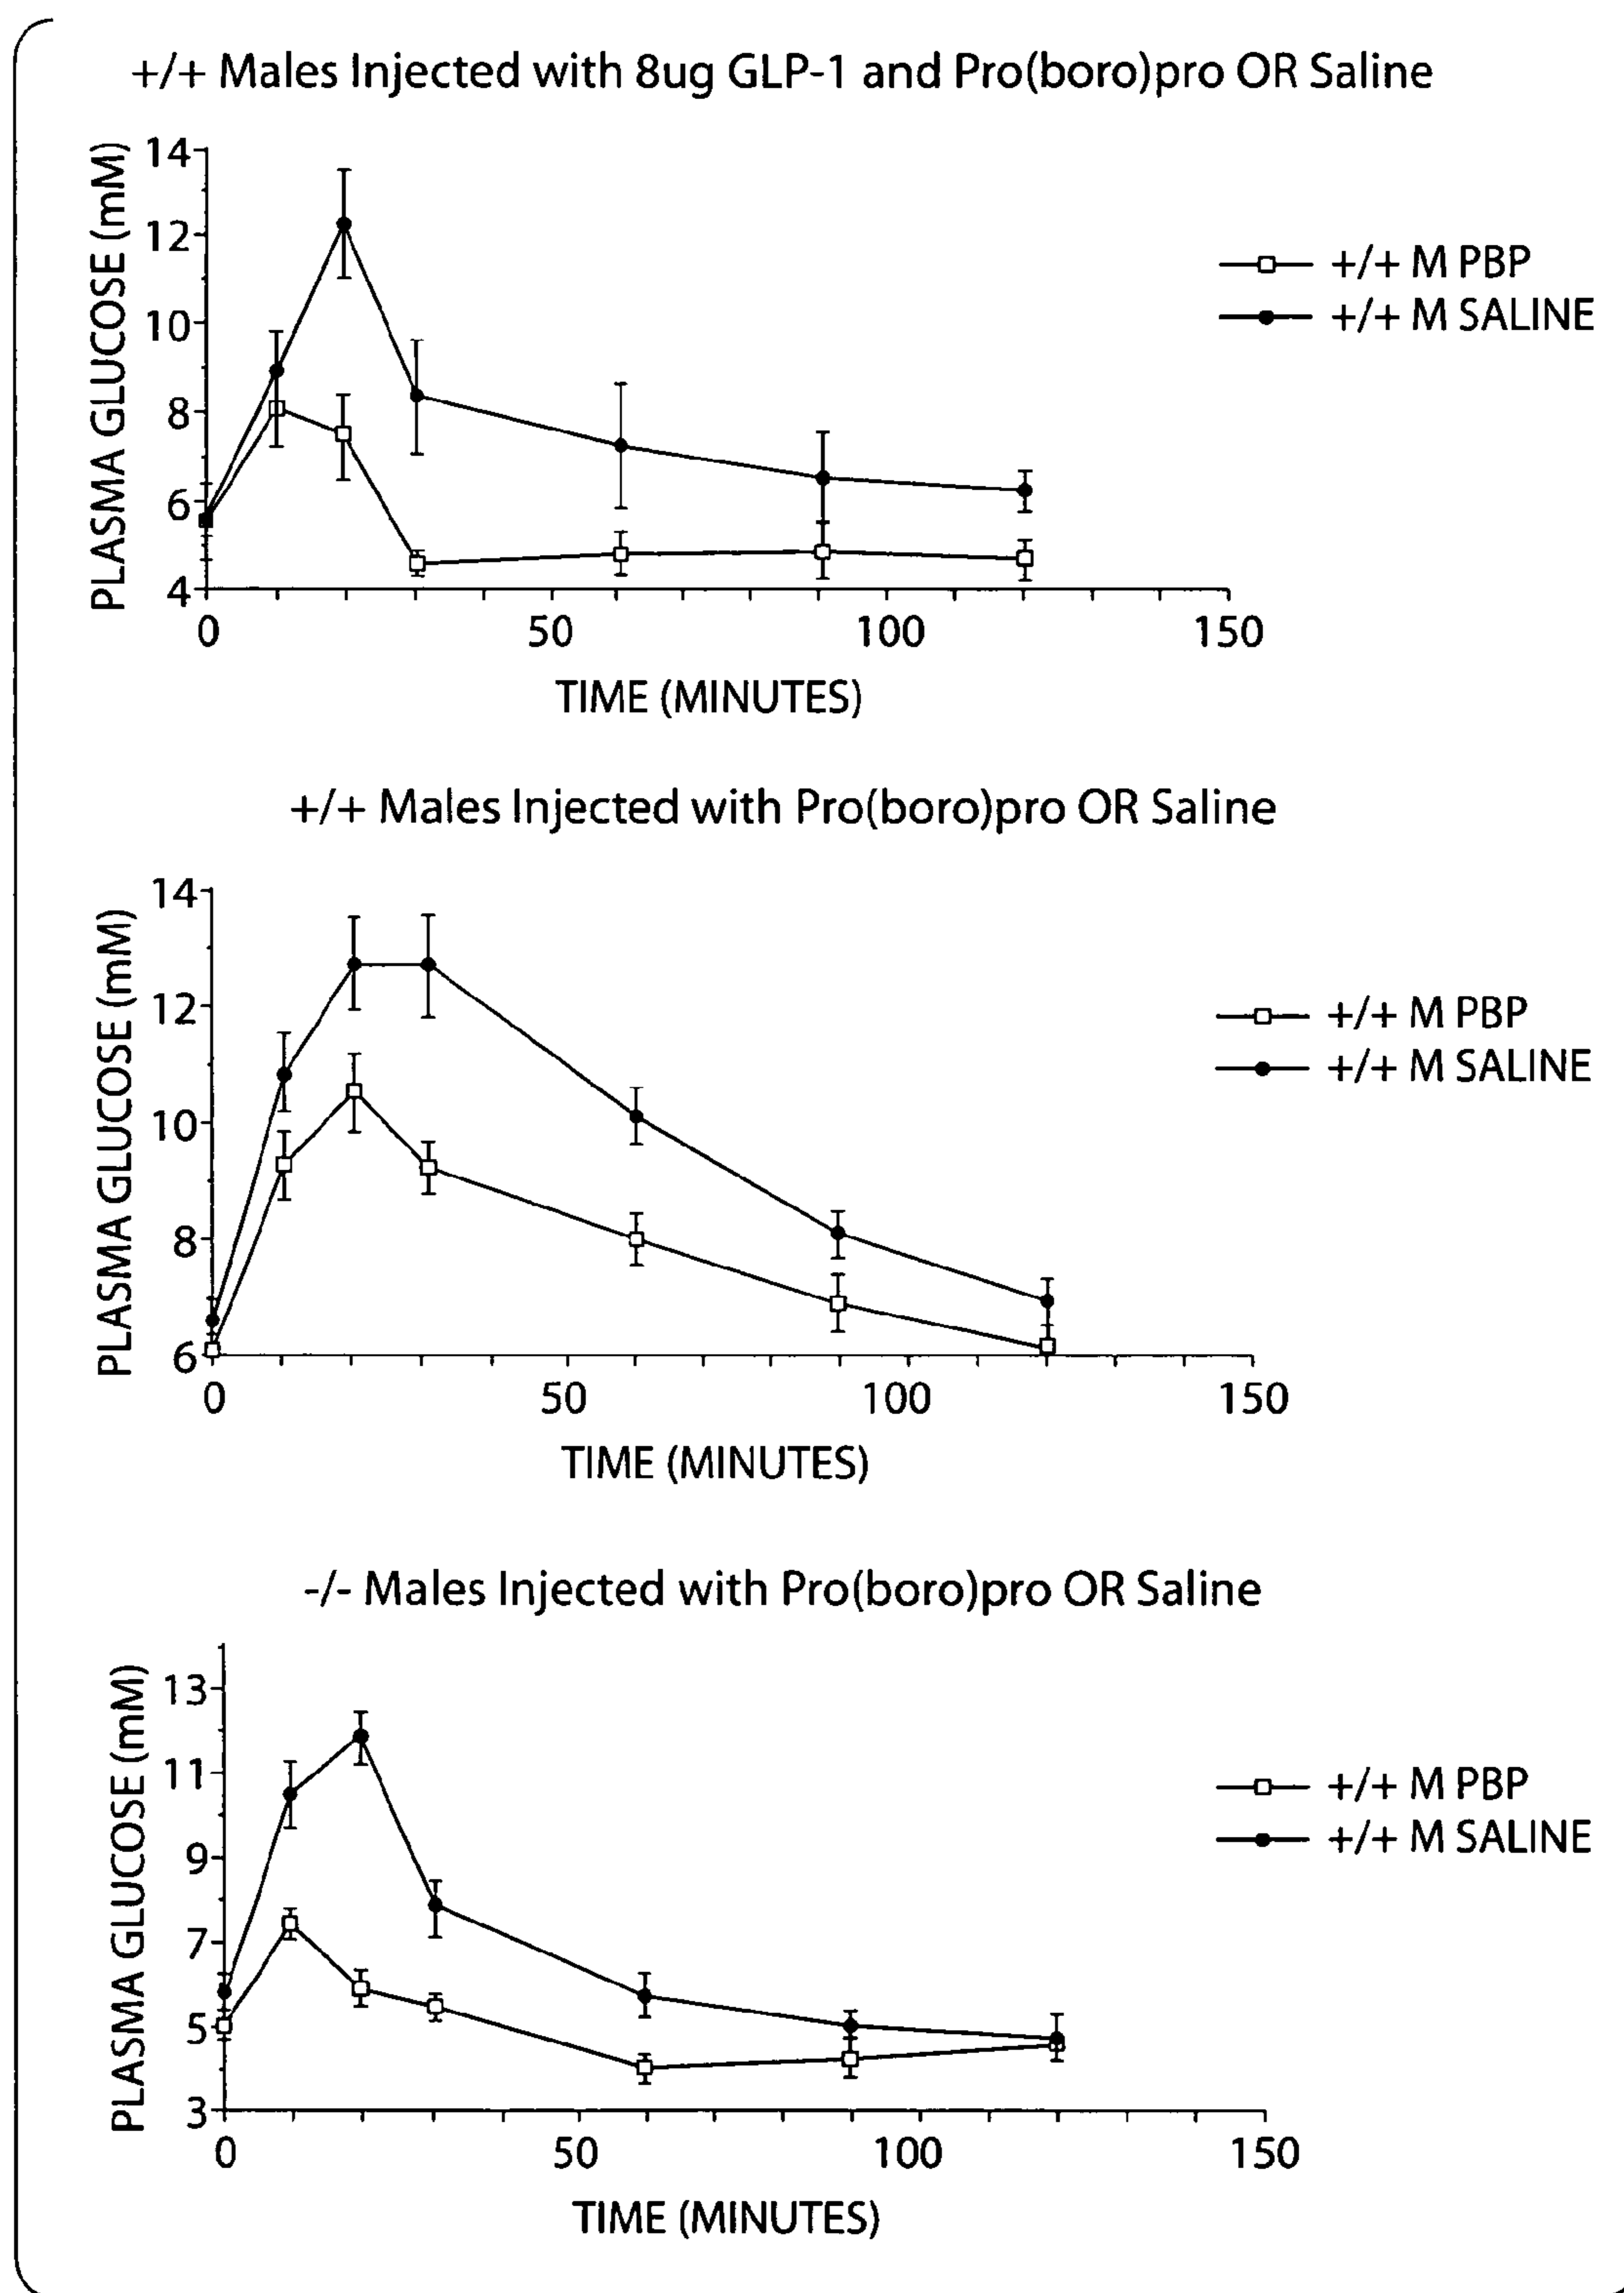 +/+ Males Injected with 8ug GLP-1 and Pro(boro)pro OR Saline
PLASMA GLUCOSE (mM)
14
12
10
8
6
4
0 50 100 150
TIME (MINUTES)
+/+ M PBP
+/+ M SALINE
+/+ Males Injected with Pro(boro)pro OR Saline
PLASMA GLUCOSE (mM)
14
12
10
8
6
0 50 100 150
TIME (MINUTES)
+/+ M PBP
+/+ M SALINE
-/- Males Injected with Pro(boro)pro OR Saline
PLASMA GLUCOSE (mM)
13
11
9
7
5
3
0 50 100 150
TIME (MINUTES)
+/+ M PBP
+/+ M SALINE